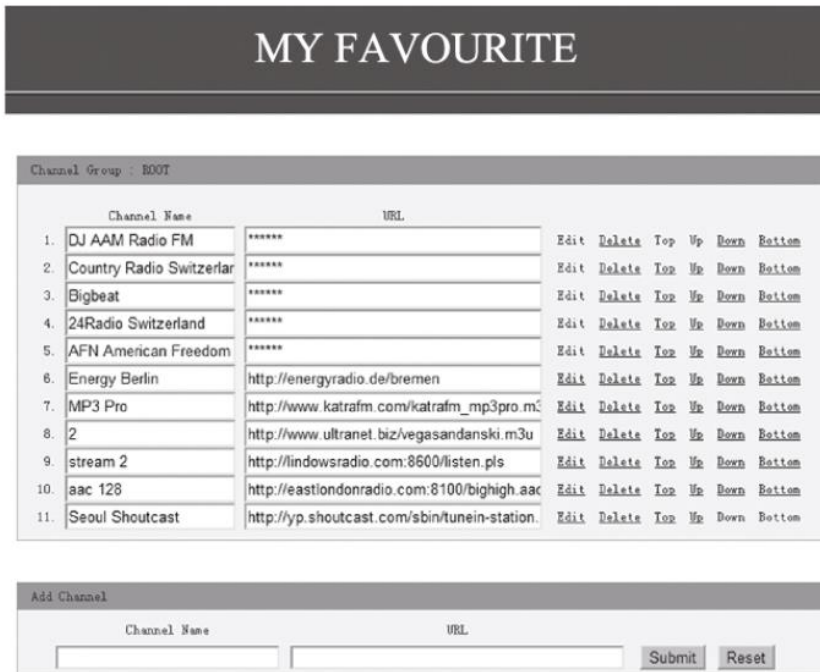 MY FAVOURITE
Channel Group : ROOT
Channel Name URL
1. DJ AAM Radio FM ****** Edit Delete Top Up Down Bottom
2. Country Radio Switzerlar ****** Edit Delete Top Up Down Bottom
3. Bigbeat ****** Edit Delete Top Up Down Bottom
4. 24Radio Switzerland ****** Edit Delete Top Up Down Bottom
5. AFN American Freedom ****** Edit Delete Top Up Down Bottom
6. Energy Berlin http://energyradio.de/bremen Edit Delete Top Up Down Bottom
7. MP3 Pro http://www.katrafm.com/katrafm_mp3pro.m3 Edit Delete Top Up Down Bottom
8. 2 http://www.ultranet.biz/vegasandanski.m3u Edit Delete Top Up Down Bottom
9. stream 2 http://lindowsradio.com:8600/listen.pls Edit Delete Top Up Down Bottom
10. aac 128 http://eastlondonradio.com:8100/bighigh.aac Edit Delete Top Up Down Bottom
11. Seoul Shoutcast http://yp.shoutcast.com/sbin/tunein-station. Edit Delete Top Up Down Bottom
Add Channel
Channel Name URL
Submit Reset